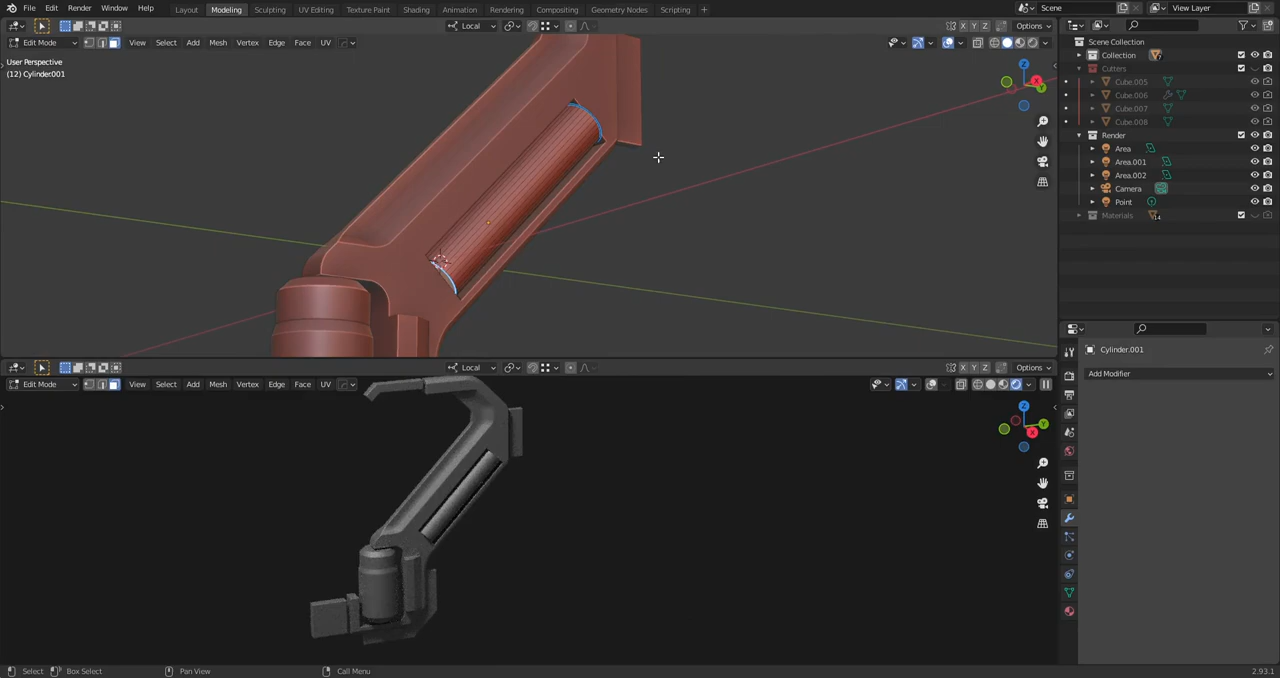 File Edit Render Window Help Layout Modeling Sculpting UV Editing Texture Paint Shading Animation Rendering Compositing Geometry Nodes Scripting + Scene View Layer
Local X Y Z Options
Edit Mode View Select Add Mesh Vertex Edge Face UV
User Perspective
(12) Cylinder.001
Z
X
Y
Scene Collection
Collection
Cutters
Cube.005
Cube.006
Cube.007
Cube.008
Render
Area
Area.001
Area.002
Camera
Point
Materials 14
Cylinder.001
Add Modifier
Local X Y Z Options
Edit Mode View Select Add Mesh Vertex Edge Face UV
Z
Y
X
Select Box Select Pan View Call Menu 2.93.1